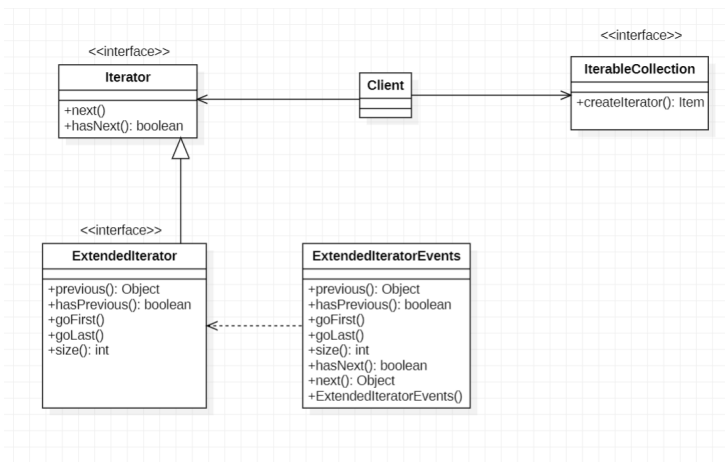 <<interface>>
Iterator
+next()
+hasNext(): boolean
Client
<<interface>>
IterableCollection
+createIterator(): Item
<<interface>>
ExtendedIterator
+previous(): Object
+hasPrevious(): boolean
+goFirst()
+goLast()
+size(): int
ExtendedIteratorEvents
+previous(): Object
+hasPrevious(): boolean
+goFirst()
+goLast()
+size(): int
+hasNext(): boolean
+next(): Object
+ExtendedIteratorEvents()